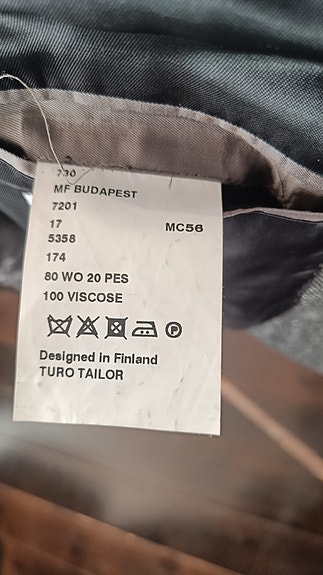 730
MF BUDAPEST
7201
17 MC56
5358
174
80 WO 20 PES
100 VISCOSE
P
Designed in Finland
TURO TAILOR